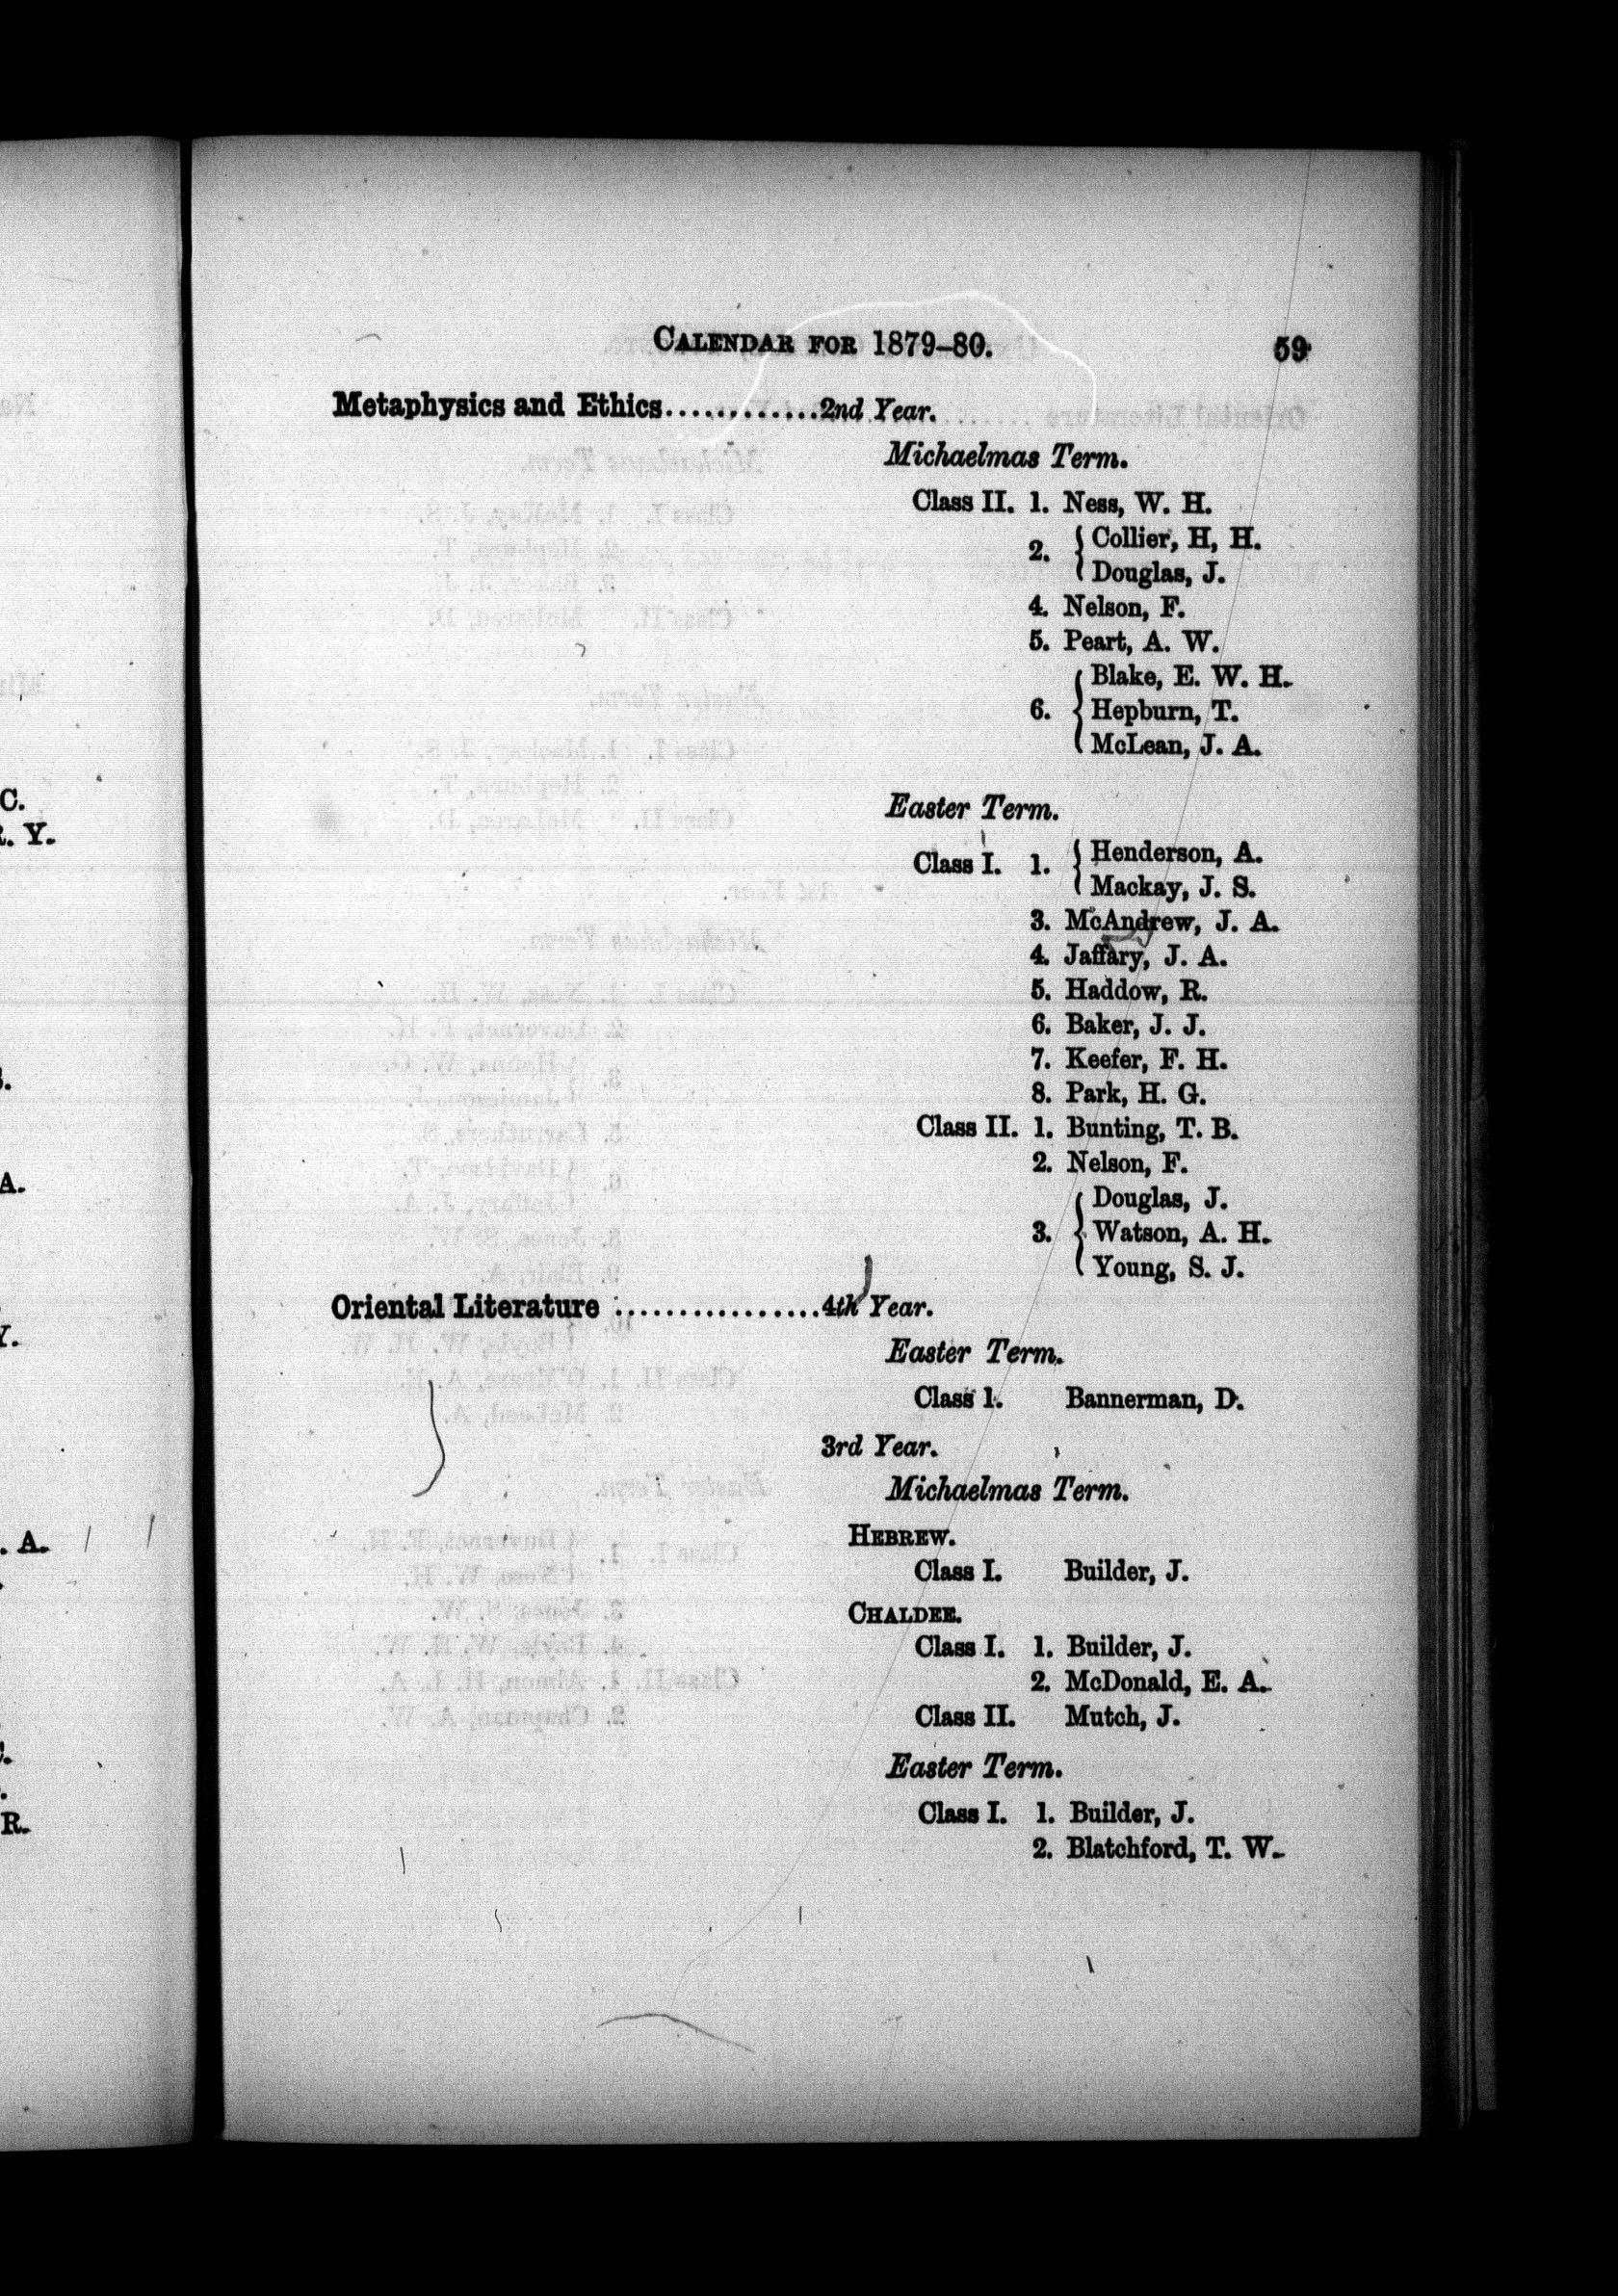 CALENDAR FOR 1879–80. 59
Metaphysics and Ethics............2nd Year.
Michaelmas Term.
Class II. 1. Ness, W. H.
2. { Collier, H, H.
Douglas, J.
4. Nelson, F.
5. Peart, A. W.
Blake, E. W. H.
6. { Hepburn, T.
McLean, J. A.
Easter Term.
Class I. 1. { Henderson, A.
Mackay, J. S.
3. McAndrew, J. A.
4. Jaffary, J. A.
5. Haddow, R.
6. Baker, J. J.
7. Keefer, F. H.
8. Park, H. G.
Class II. 1. Bunting, T. B.
2. Nelson, F.
Douglas, J.
3. { Watson, A. H.
Young, S. J.
Oriental Literature ................4th Year.
Easter Term.
Class 1. Bannerman, D.
3rd Year.
Michaelmas Term.
HEBREW.
Class I. Builder, J.
CHALDEE.
Class I. 1. Builder, J.
2. McDonald, E. A.
Class II. Mutch, J.
Easter Term.
Class I. 1. Builder, J.
2. Blatchford, T. W.
C.
. Y.
A.
Y.
. A.
R.